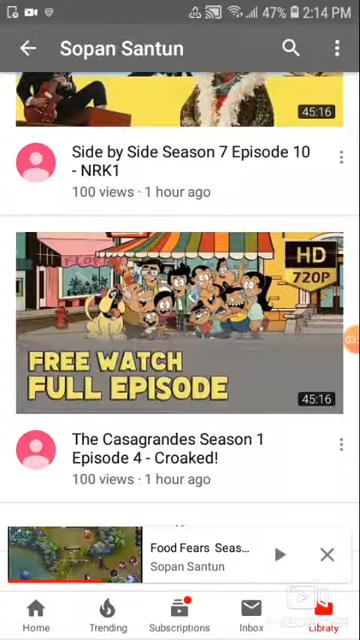 47% 2:14 PM
Sopan Santun
45:16
Side by Side Season 7 Episode 10
- NRK1
100 views · 1 hour ago
HD
720P
FREE WATCH
FULL EPISODE
45:16
The Casagrandes Season 1
Episode 4 - Croaked!
100 views · 1 hour ago
Food Fears Seas...
Sopan Santun
Home
Trending
Subscriptions
Inbox
Library